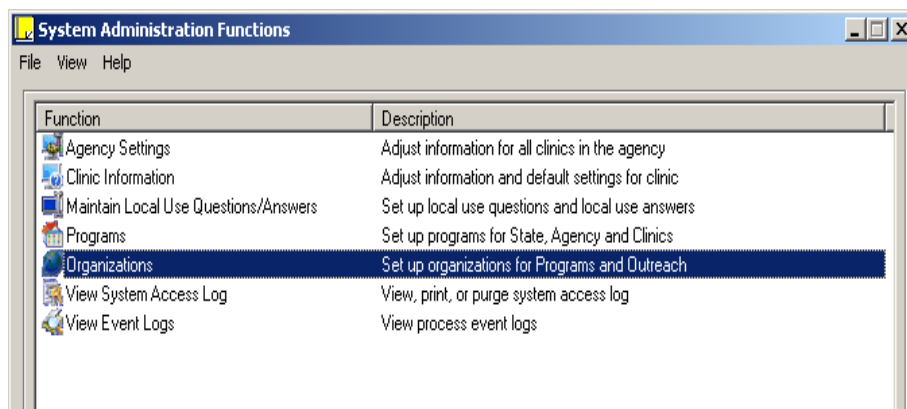 System Administration Functions
File View Help
Function Description
Agency Settings Adjust information for all clinics in the agency
Clinic Information Adjust information and default settings for clinic
Maintain Local Use Questions/Answers Set up local use questions and local use answers
Programs Set up programs for State, Agency and Clinics
Organizations Set up organizations for Programs and Outreach
View System Access Log View, print, or purge system access log
View Event Logs View process event logs